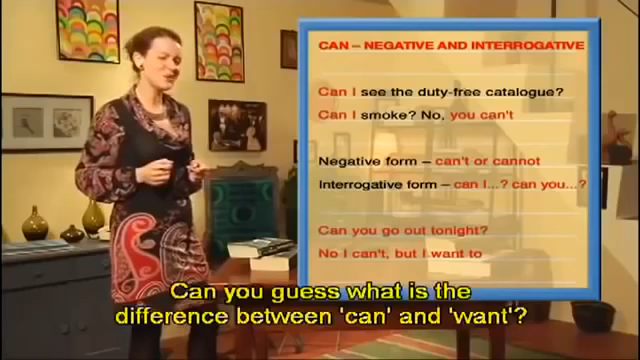 CAN – NEGATIVE AND INTERROGATIVE
Can I see the duty-free catalogue?
Can I smoke? No, you can't
Negative form – can't or cannot
Interrogative form – can I...? can you...?
Can you go out tonight?
No I can't, but I want to
Can you guess what is the
difference between 'can' and 'want'?